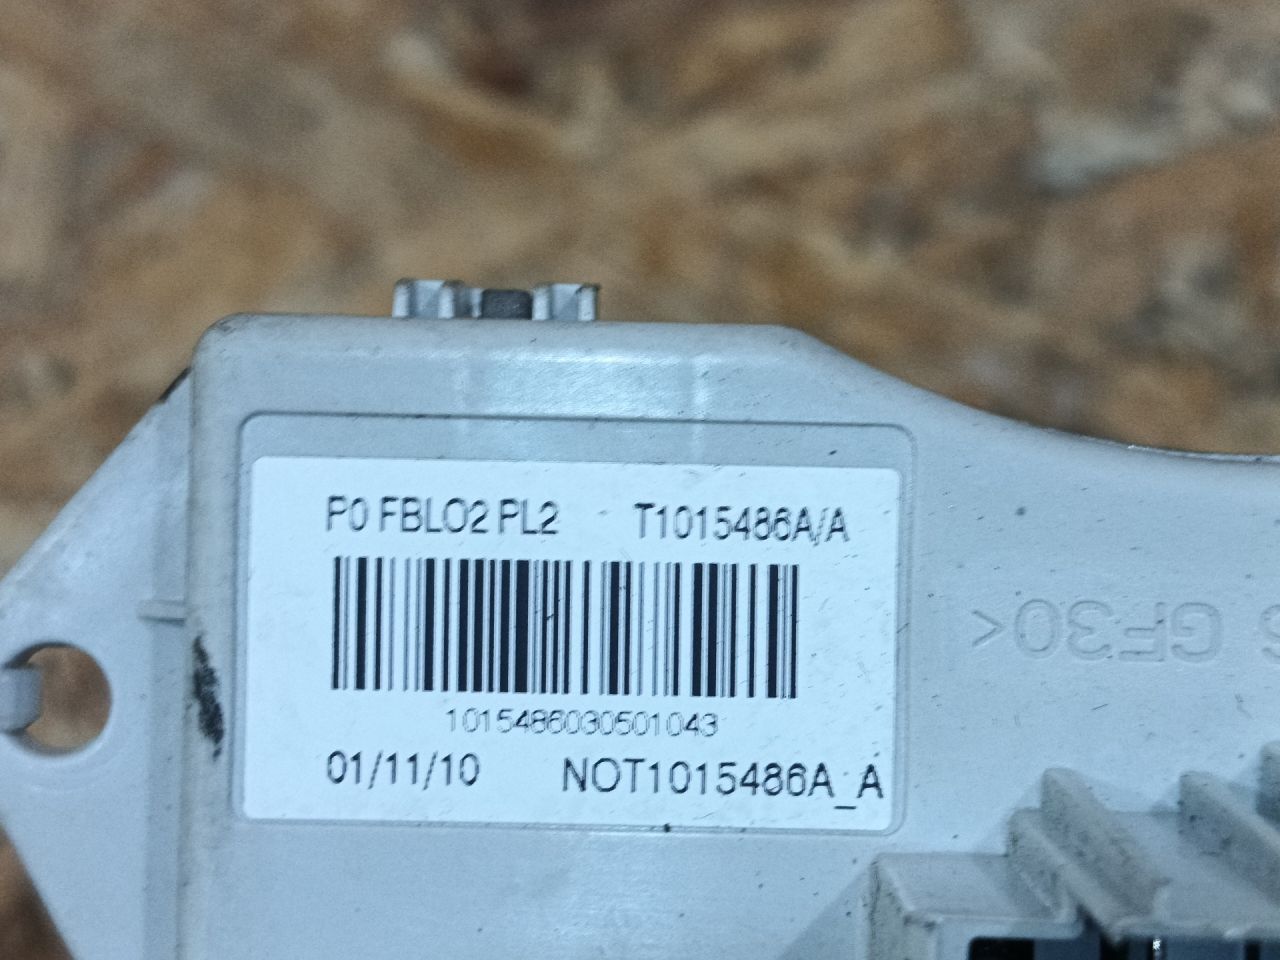 P0 FBLO2 PL2 T1015486A/A
1015486030501043
01/11/10 NOT1015486A_A
GF30<